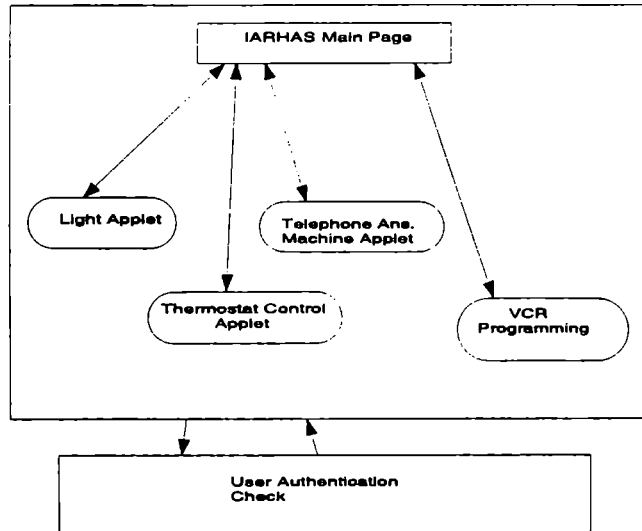 IARHAS Main Page
Light Applet
Telephone Ans.
Machine Applet
Thermostat Control
Applet
VCR
Programming
User Authentication
Check